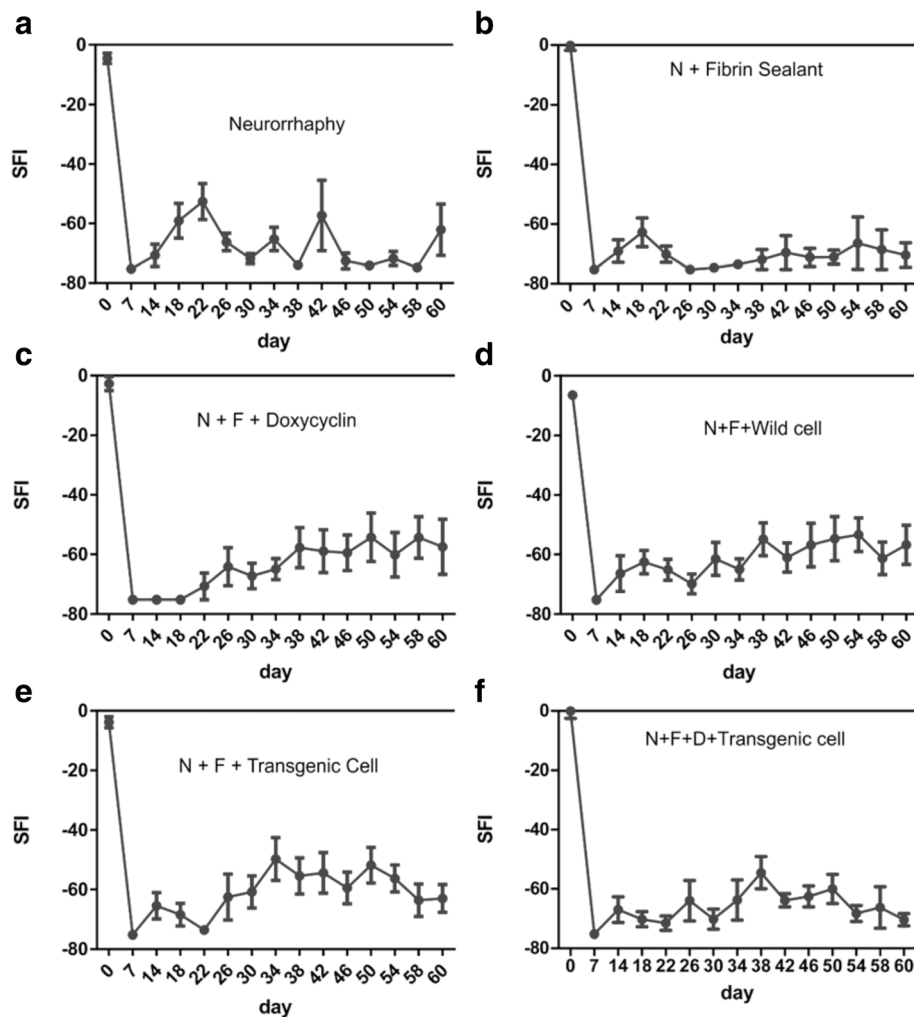 a
0
-20
-40
-60
-80
SFI
Neurorrhaphy
0 7 14 18 22 26 30 34 38 42 46 50 54 58 60
day
b
0
-20
-40
-60
-80
SFI
N + Fibrin Sealant
0 7 14 18 22 26 30 34 38 42 46 50 54 58 60
day
c
0
-20
-40
-60
-80
SFI
N + F + Doxycyclin
0 7 14 18 22 26 30 34 38 42 46 50 54 58 60
day
d
0
-20
-40
-60
-80
SFI
N+F+Wild cell
0 7 14 18 22 26 30 34 38 42 46 50 54 58 60
day
e
0
-20
-40
-60
-80
SFI
N + F + Transgenic Cell
0 7 14 18 22 26 30 34 38 42 46 50 54 58 60
day
f
0
-20
-40
-60
-80
SFI
N+F+D+Transgenic cell
0 7 14 18 22 26 30 34 38 42 46 50 54 58 60
day